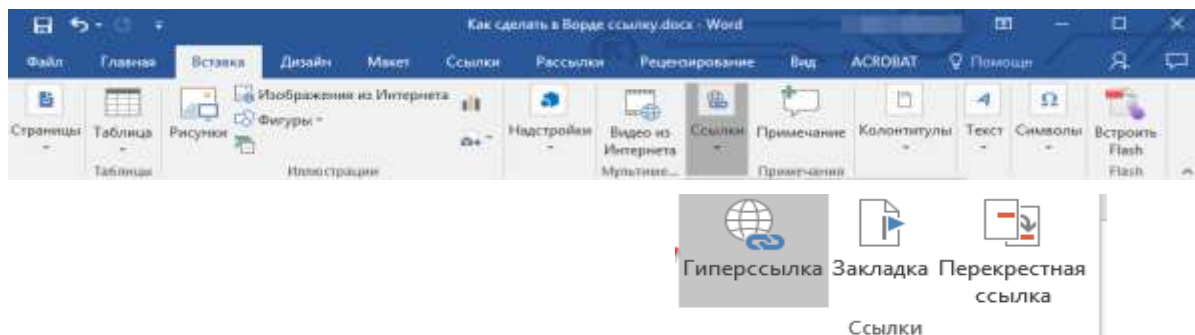 Как сделать в Ворде ссылку.docx - Word
Файл Главная Вставка Дизайн Макет Ссылки Рассылки Рецензирование Вид ACROBAT Помощн
Страницы Таблица Рисунки Изображения из Интернета Фигуры Надстройки Видео из Интернета Ссылки Примечание Колонтитулы Текст Символы Встроить Flash
Таблицы Иллюстрации Мультиме... Примечания Flash
Гиперссылка Закладка Перекрестная
ссылка
Ссылки